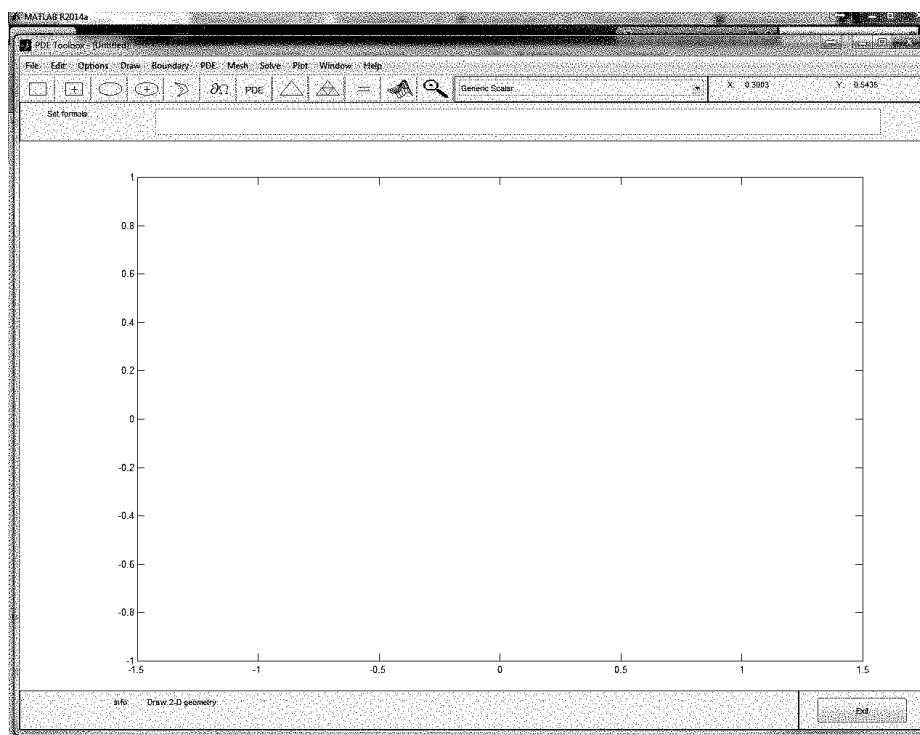 MATLAB R2014a
PDE Toolbox - [Untitled]
File Edit Options Draw Boundary PDE Mesh Solve Plot Window Help
∂Ω PDE = Generic Scalar X: 0.3003 Y: 0.5435
Set formula:
1
0.8
0.6
0.4
0.2
0
-0.2
-0.4
-0.6
-0.8
-1
-1.5 -1 -0.5 0 0.5 1 1.5
Info: Draw 2-D geometry. Exit